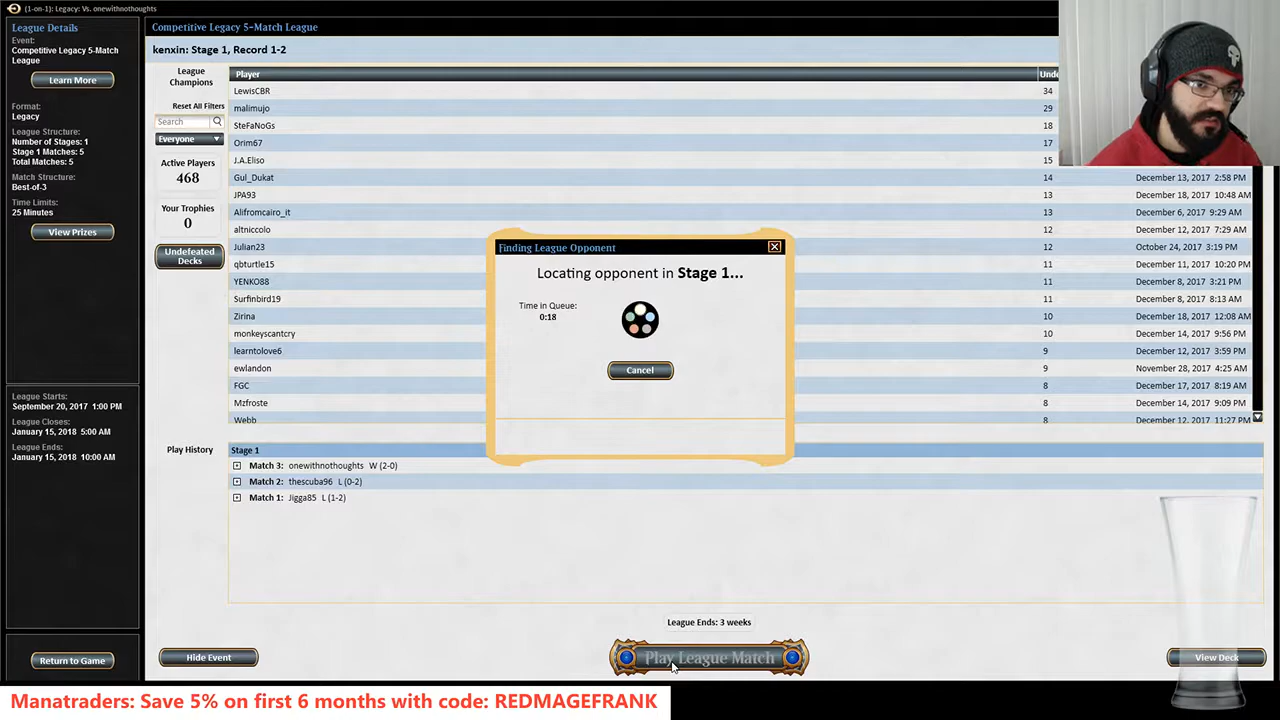 (1-on-1): Legacy: Vs. onewithnothoughts
League Details
Event:
Competitive Legacy 5-Match
League
Learn More
Format:
Legacy
League Structure:
Number of Stages: 1
Stage 1 Matches: 5
Total Matches: 5
Match Structure:
Best-of-3
Time Limits:
25 Minutes
View Prizes
League Starts:
September 20, 2017 1:00 PM
League Closes:
January 15, 2018 5:00 AM
League Ends:
January 15, 2018 10:00 AM
Return to Game
Competitive Legacy 5-Match League
kenxin: Stage 1, Record 1-2
League
Champions
Reset All Filters
Search
Everyone
Active Players
468
Your Trophies
0
Undefeated
Decks
Player Unde
LewisCBR 34
malimujo 29
SteFaNoGs 18
Orim67 17
J.A.Eliso 15
Gul_Dukat 14 December 13, 2017 2:58 PM
JPA93 13 December 18, 2017 10:48 AM
Alifromcairo_it 13 December 6, 2017 9:29 AM
altniccolo 12 December 12, 2017 7:29 AM
Julian23 12 October 24, 2017 3:19 PM
qbturtle15 11 December 11, 2017 10:20 PM
YENKO88 11 December 8, 2017 3:21 PM
Surfinbird19 11 December 8, 2017 8:13 AM
Zirina 10 December 18, 2017 12:08 AM
monkeyscantcry 10 December 14, 2017 9:56 PM
learntolove6 9 December 12, 2017 3:59 PM
ewlandon 9 November 28, 2017 4:25 AM
FGC 8 December 17, 2017 8:19 AM
Mzfroste 8 December 14, 2017 9:09 PM
Webb 8 December 12, 2017 11:27 PM
Finding League Opponent
Locating opponent in Stage 1...
Time in Queue:
0:18
Cancel
Play History
Stage 1
Match 3: onewithnothoughts W (2-0)
Match 2: thescuba96 L (0-2)
Match 1: Jigga85 L (1-2)
League Ends: 3 weeks
Hide Event
Play League Match
View Deck
Manatraders: Save 5% on first 6 months with code: REDMAGEFRANK